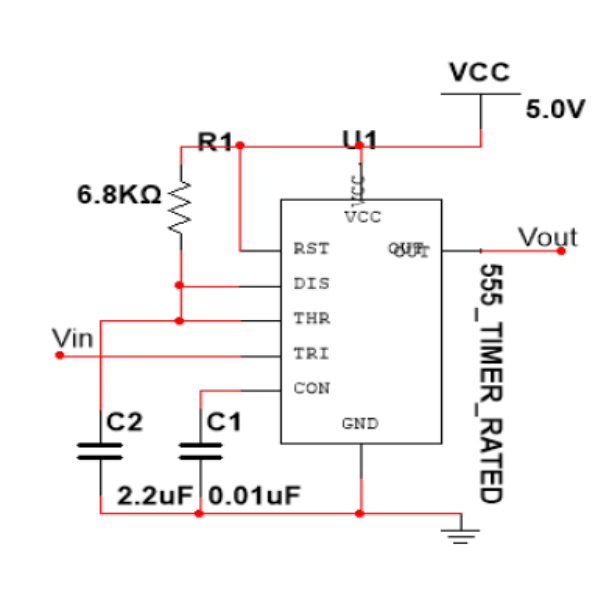 VCC
5.0V
R1
U1
6.8KΩ
VCC
VCC
RST
OUT
Vout
DIS
THR
Vin
TRI
CON
C2
C1
GND
2.2uF
0.01uF
555_TIMER_RATED